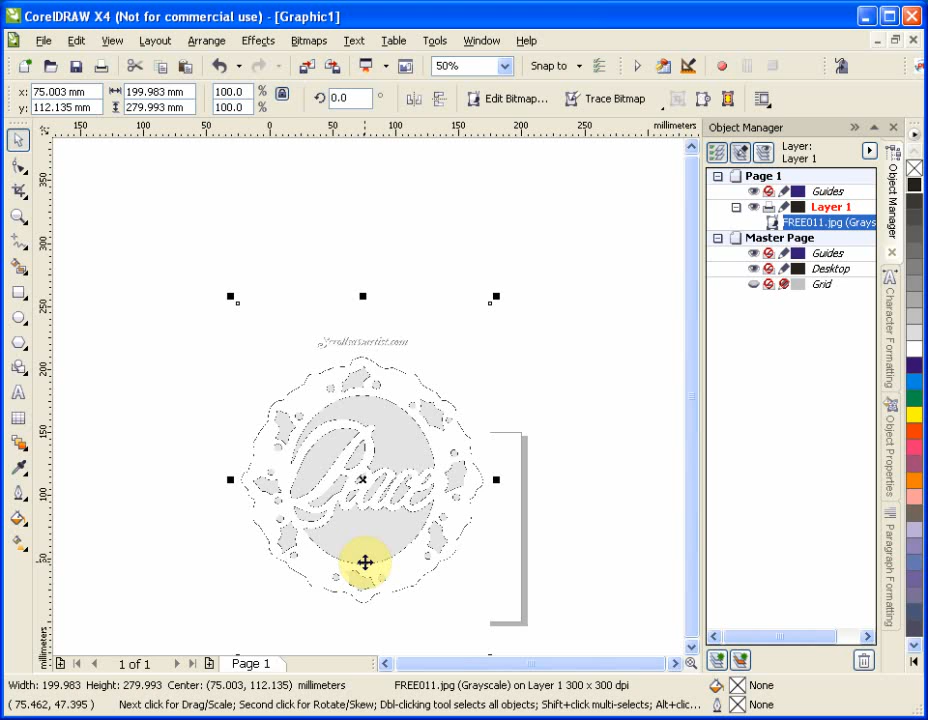 CorelDRAW X4 (Not for commercial use) - [Graphic1]
File Edit View Layout Arrange Effects Bitmaps Text Table Tools Window Help
50% Snap to
x: 75.003 mm 199.983 mm 100.0 % 0.0 ° Edit Bitmap... Trace Bitmap
y: 112.135 mm 279.993 mm 100.0 %
150 100 50 0 50 100 150 200 250 millimeters
350
300
250
200
150
100
50
millimeters
Scrollersartist.com
Peace
Object Manager
Layer:
Layer 1
Page 1
Guides
Layer 1
FREE011.jpg (Grays
Master Page
Guides
Desktop
Grid
Object Manager
Character Formatting
Object Properties
Paragraph Formatting
1 of 1 Page 1
Width: 199.983 Height: 279.993 Center: (75.003, 112.135) millimeters FREE011.jpg (Grayscale) on Layer 1 300 x 300 dpi None
( 75.462, 47.395 ) Next click for Drag/Scale; Second click for Rotate/Skew; Dbl-clicking tool selects all objects; Shift+click multi-selects; Alt+clic... None